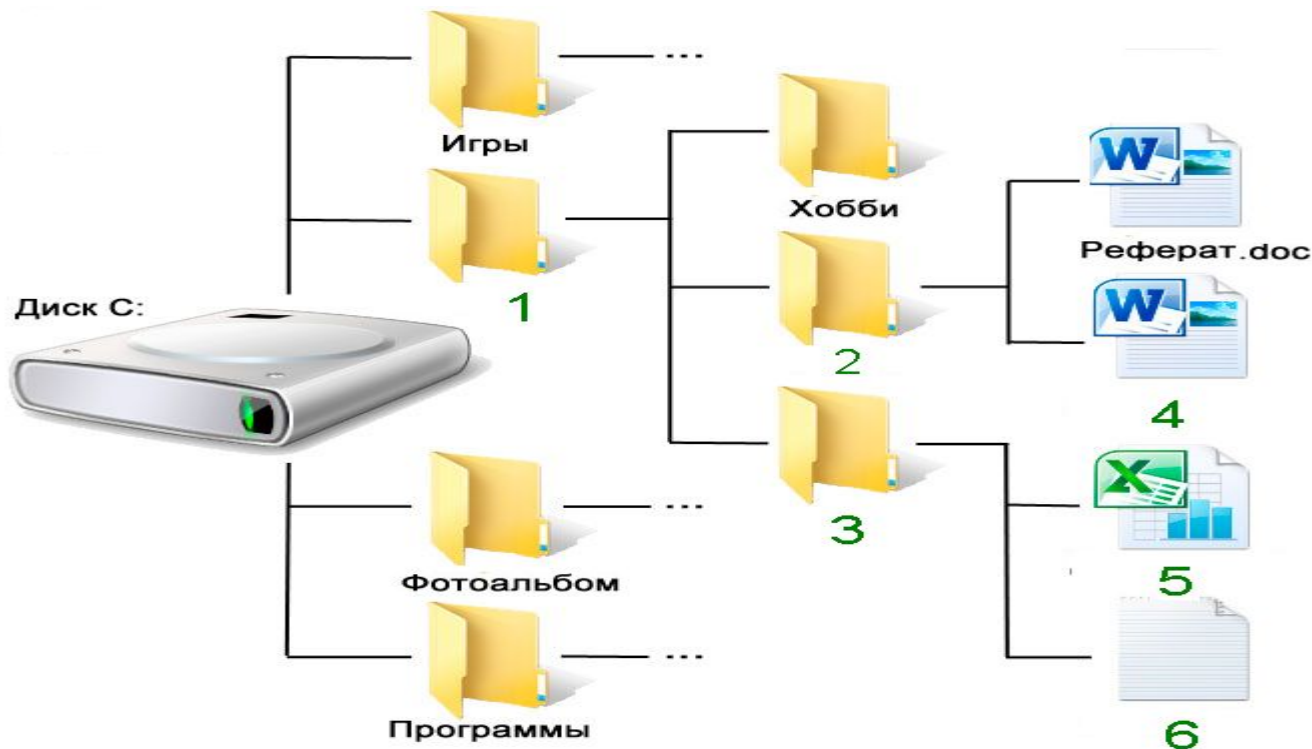 ...
Игры
Хобби
W
Реферат.doc
1
Диск С:
2
W
4
...
Фотоальбом
3
X
5
...
Программы
6